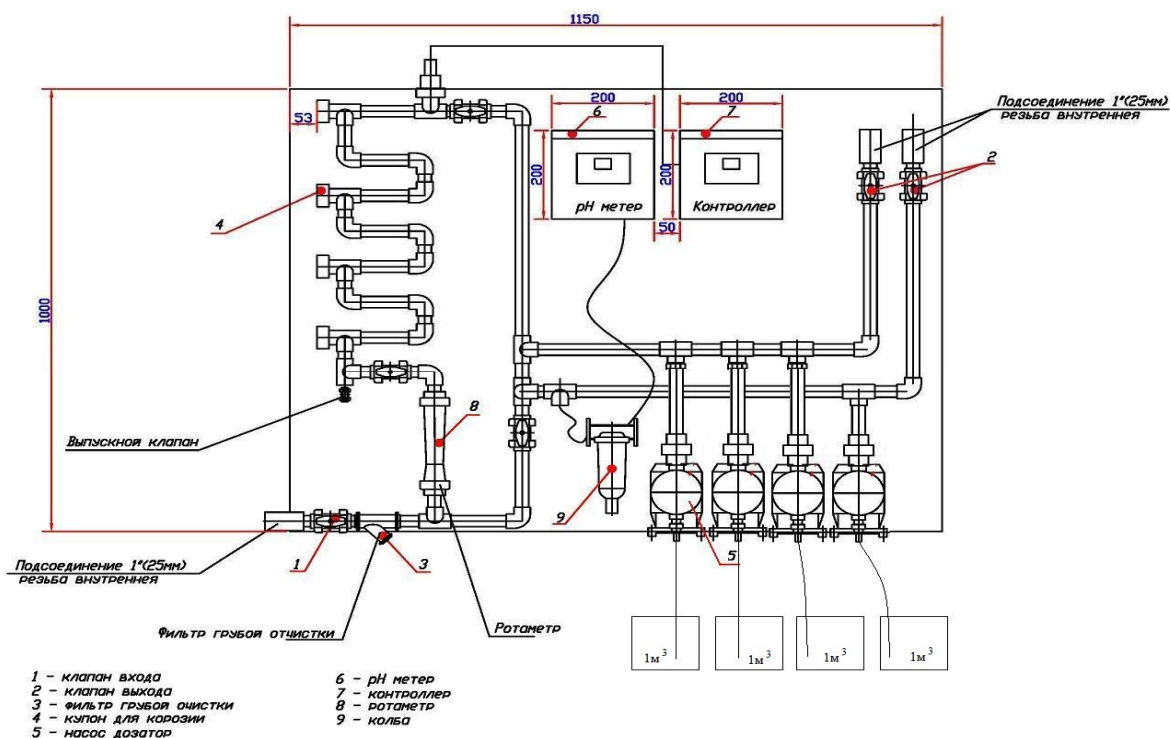 1150
53
200
200
6
7
Подсоединение 1"(25мм)
резьба внутренняя
2
200
200
pH метер
Контроллер
4
50
1000
8
Выпускной клапан
9
Подсоединение 1"(25мм)
резьба внутренняя
1
3
5
Фильтр грубой отчистки
Ротаметр
1м³
1м³
1м³
1м³
1 - клапан входа
2 - клапан выхода
3 - фильтр грубой очистки
4 - купон для корозии
5 - насос дозатор
6 - pH метер
7 - контроллер
8 - ротаметр
9 - колба